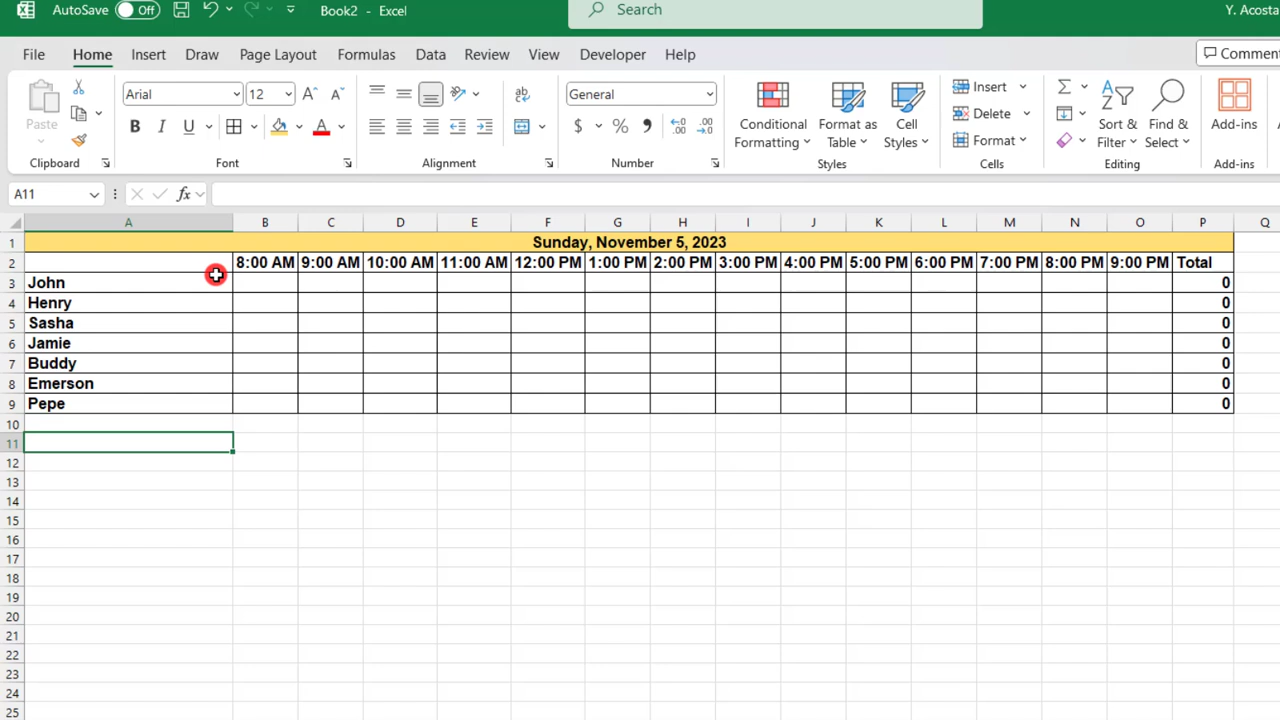 AutoSave Off Book2 - Excel Search Y. Acosta
File Home Insert Draw Page Layout Formulas Data Review View Developer Help
Paste Arial 12 A^ Aˇ B I U A ab General $ % , Conditional Formatting Format as Table Cell Styles Insert Delete Format Σ Sort & Filter Find & Select Add-ins
Clipboard Font Alignment Number Styles Cells Editing Add-ins
A11 fx
A B C D E F G H I J K L M N O P Q
1 Sunday, November 5, 2023
2 8:00 AM 9:00 AM 10:00 AM 11:00 AM 12:00 PM 1:00 PM 2:00 PM 3:00 PM 4:00 PM 5:00 PM 6:00 PM 7:00 PM 8:00 PM 9:00 PM Total
3 John 0
4 Henry 0
5 Sasha 0
6 Jamie 0
7 Buddy 0
8 Emerson 0
9 Pepe 0
10
11
12
13
14
15
16
17
18
19
20
21
22
23
24
25